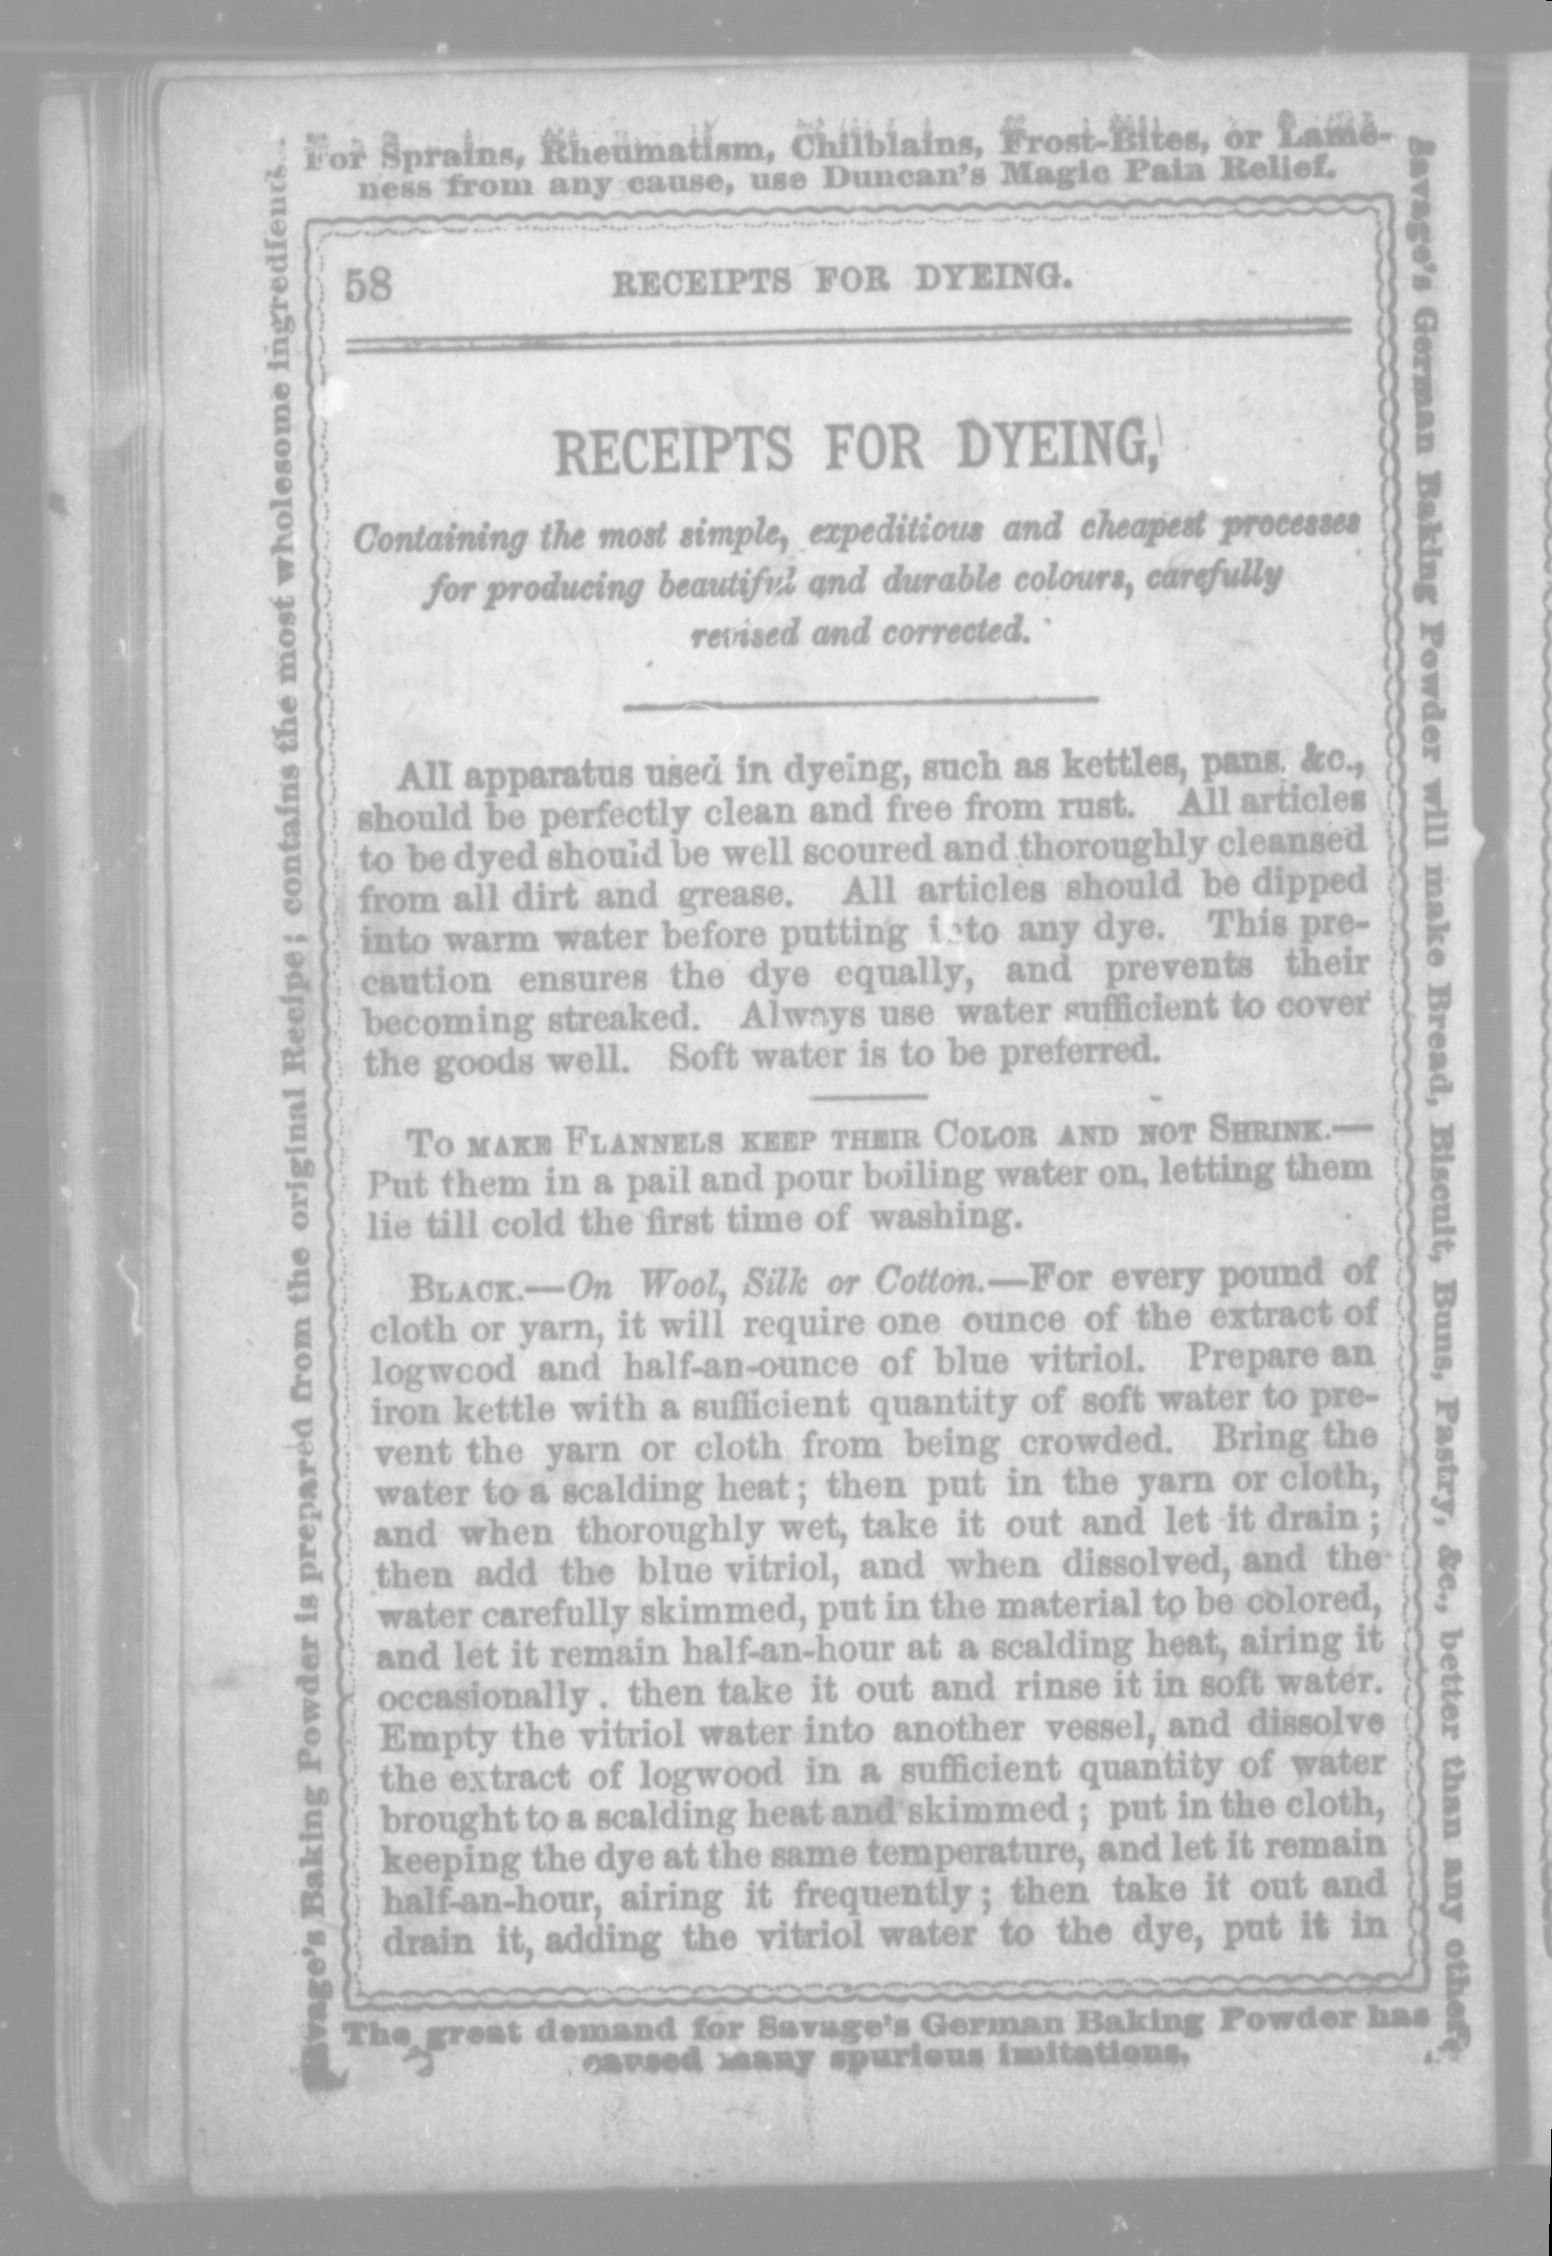 For Sprains, Rheumatism, Chilblains, Frost-Bites, or Lame-
ness from any cause, use Duncan's Magic Pain Relief.
58 RECEIPTS FOR DYEING.
RECEIPTS FOR DYEING,
Containing the most simple, expeditious and cheapest processes
for producing beautiful and durable colours, carefully
revised and corrected.
All apparatus used in dyeing, such as kettles, pans, &c.,
should be perfectly clean and free from rust. All articles
to be dyed should be well scoured and thoroughly cleansed
from all dirt and grease. All articles should be dipped
into warm water before putting into any dye. This pre-
caution ensures the dye equally, and prevents their
becoming streaked. Always use water sufficient to cover
the goods well. Soft water is to be preferred.
TO MAKE FLANNELS KEEP THEIR COLOR AND NOT SHRINK.—
Put them in a pail and pour boiling water on, letting them
lie till cold the first time of washing.
BLACK.—On Wool, Silk or Cotton.—For every pound of
cloth or yarn, it will require one ounce of the extract of
logwood and half-an-ounce of blue vitriol. Prepare an
iron kettle with a sufficient quantity of soft water to pre-
vent the yarn or cloth from being crowded. Bring the
water to a scalding heat; then put in the yarn or cloth,
and when thoroughly wet, take it out and let it drain;
then add the blue vitriol, and when dissolved, and the
water carefully skimmed, put in the material to be colored,
and let it remain half-an-hour at a scalding heat, airing it
occasionally. then take it out and rinse it in soft water.
Empty the vitriol water into another vessel, and dissolve
the extract of logwood in a sufficient quantity of water
brought to a scalding heat and skimmed; put in the cloth,
keeping the dye at the same temperature, and let it remain
half-an-hour, airing it frequently; then take it out and
drain it, adding the vitriol water to the dye, put it in
The great demand for Savage's German Baking Powder has
caused many spurious imitations.
Savage's Baking Powder is prepared from the original Recipe; contains the most wholesome ingredients.
Savage's German Baking Powder will make Bread, Biscuit, Buns, Pastry, &c., better than any other.